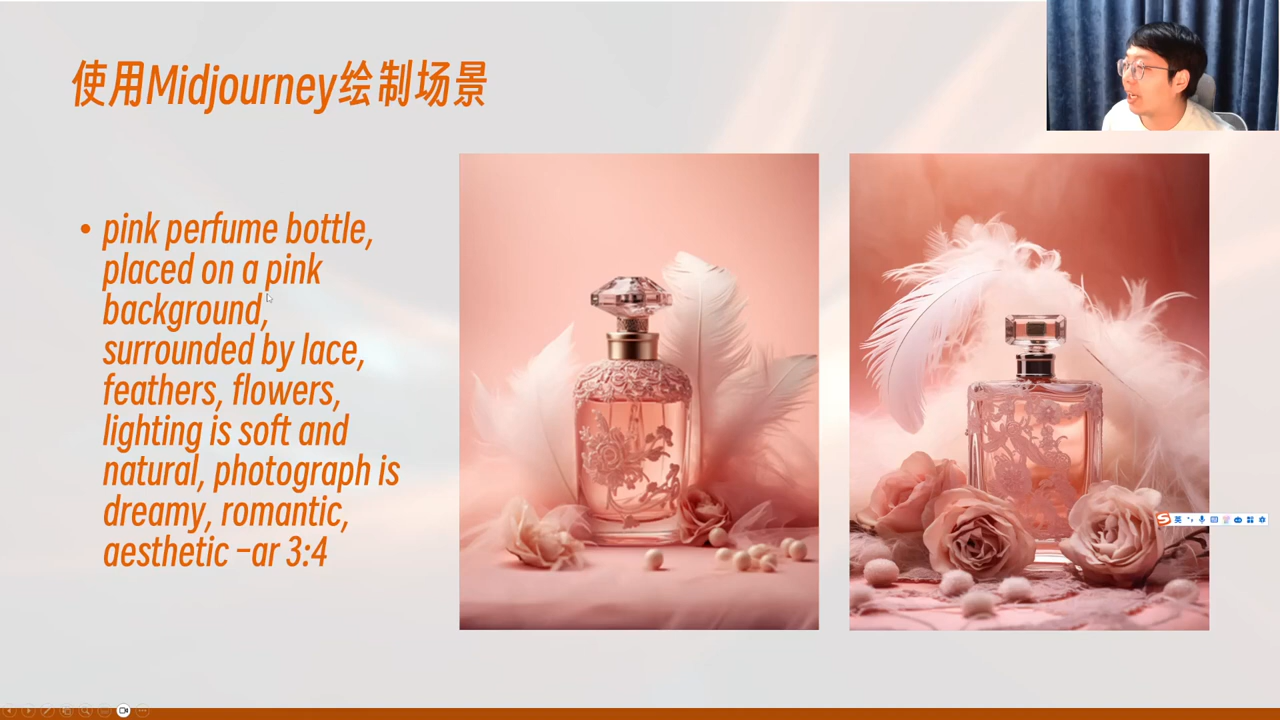 使用Midjourney绘制场景
• pink perfume bottle,
placed on a pink
background,
surrounded by lace,
feathers, flowers,
lighting is soft and
natural, photograph is
dreamy, romantic,
aesthetic –ar 3:4
英